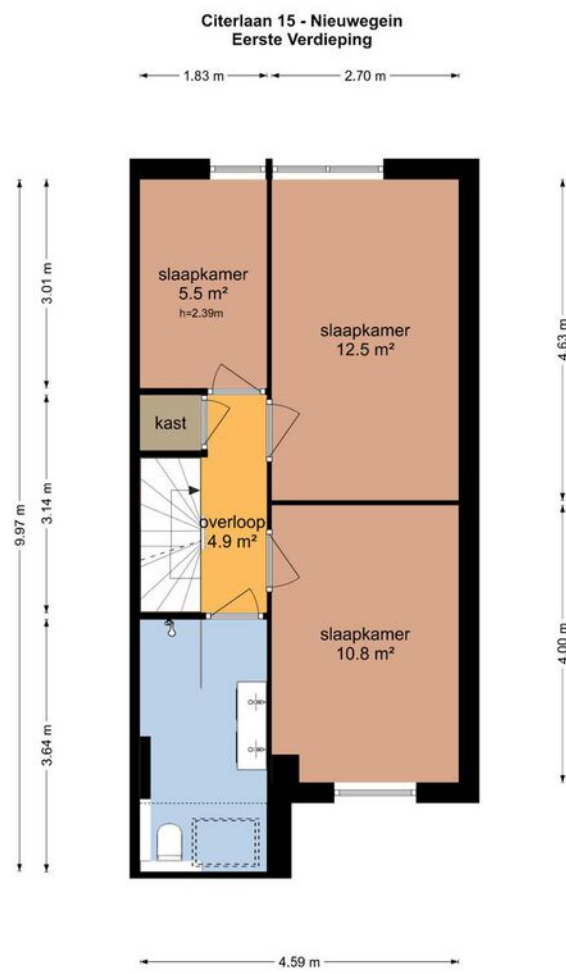 Citerlaan 15 - Nieuwegein
Eerste Verdieping
1.83 m
2.70 m
3.01 m
4.63 m
slaapkamer
5.5 m²
h=2.39m
slaapkamer
12.5 m²
kast
9.97 m
3.14 m
overloop
4.9 m²
slaapkamer
10.8 m²
4.00 m
3.64 m
4.59 m